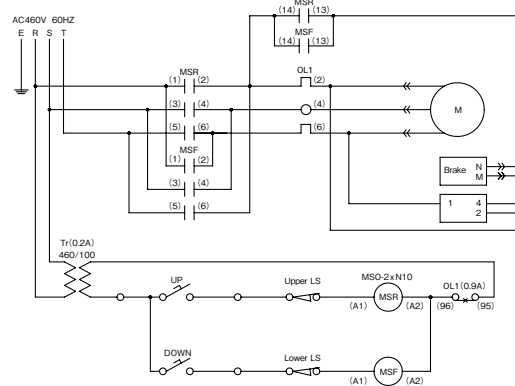 MSR
(14) (13)
AC460V 60HZ
MSF
E R S T
(14) (13)
MSR
OL1
(1) (2)
(2)
(3) (4)
(4)
M
(5) (6)
(6)
MSF
(1) (2)
Brake N
M
(3) (4)
(5) (6)
1 4
2
Tr(0.2A)
460/100
UP
Upper LS
MSO-2xN10
OL1(0.9A)
MSR
(A1) (A2)
(96) (95)
DOWN
Lower LS
MSF
(A1) (A2)